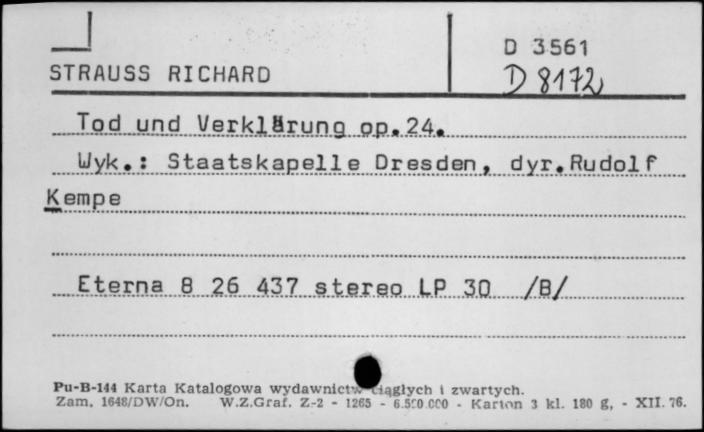 D 3561
STRAUSS RICHARD
D 8172
Tod und Verklärung op.24.
Wyk.: Staatskapelle Dresden, dyr.Rudolf
Kempe
Eterna 8 26 437 stereo LP 30 /B/
Pu-B-144 Karta Katalogowa wydawnictw ciągłych i zwartych.
Zam. 1648/DW/On. W.Z.Graf. Z-2 - 1265 - 6.500.000 - Karton 3 kl. 180 g, - XII. 76.